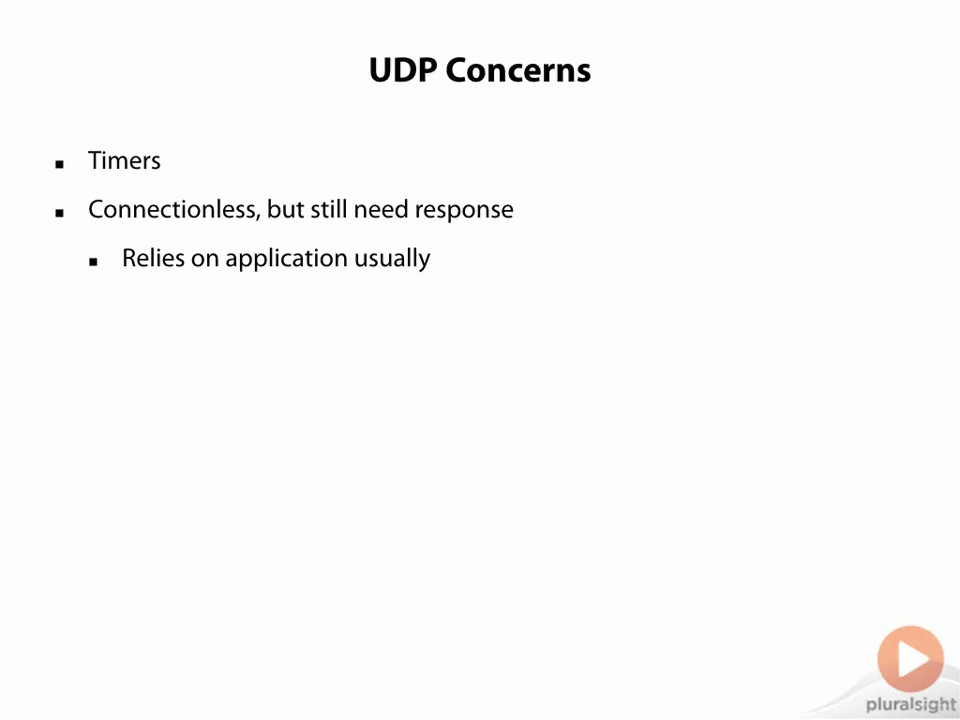 UDP Concerns
Timers
Connectionless, but still need response
Relies on application usually
pluralsight